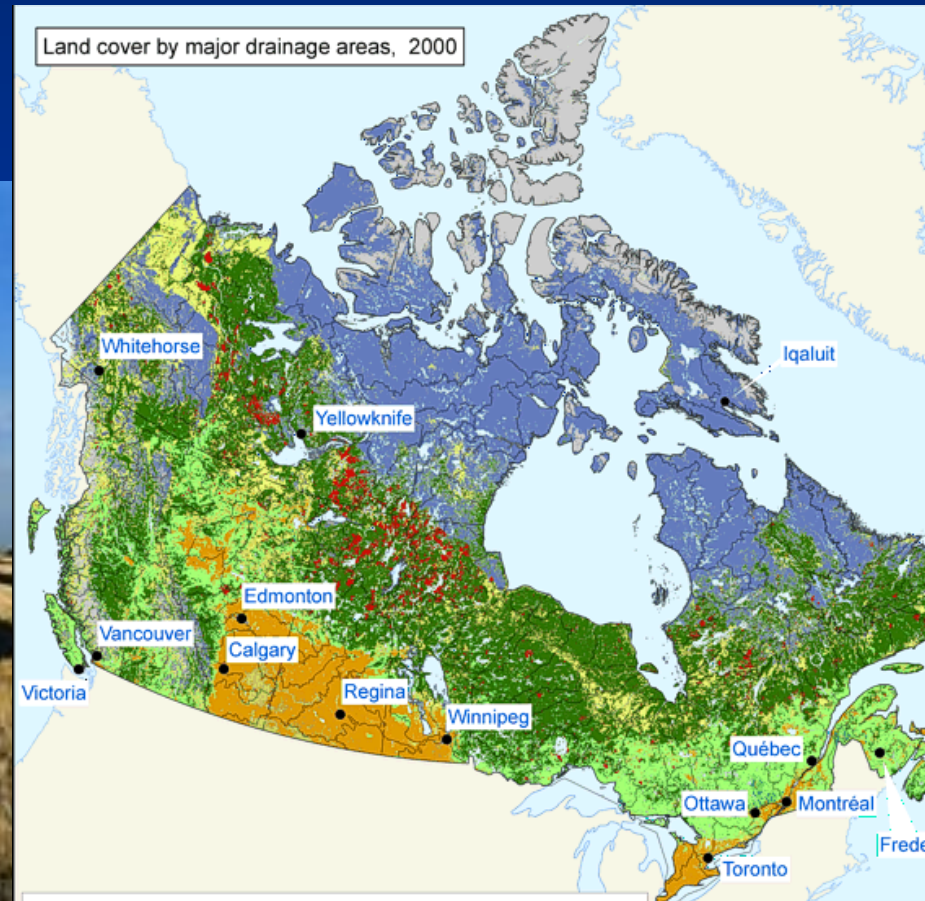 Land cover by major drainage areas, 2000
Whitehorse
Iqaluit
Yellowknife
Edmonton
Vancouver
Calgary
Victoria
Regina
Winnipeg
Québec
Ottawa
Montréal
Frede
Toronto